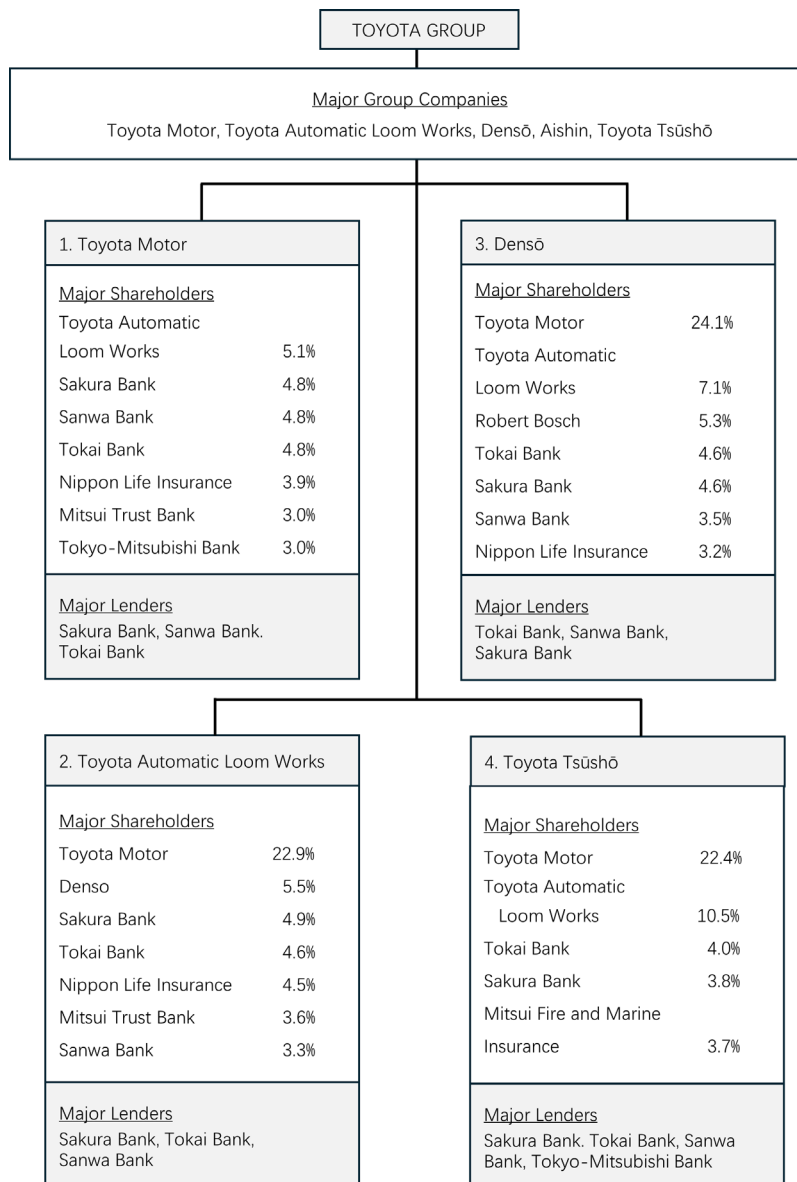 TOYOTA GROUP
Major Group Companies
Toyota Motor, Toyota Automatic Loom Works, Densō, Aishin, Toyota Tsūshō
1. Toyota Motor
Major Shareholders
Toyota Automatic
Loom Works 5.1%
Sakura Bank 4.8%
Sanwa Bank 4.8%
Tokai Bank 4.8%
Nippon Life Insurance 3.9%
Mitsui Trust Bank 3.0%
Tokyo-Mitsubishi Bank 3.0%
Major Lenders
Sakura Bank, Sanwa Bank.
Tokai Bank
3. Densō
Major Shareholders
Toyota Motor 24.1%
Toyota Automatic
Loom Works 7.1%
Robert Bosch 5.3%
Tokai Bank 4.6%
Sakura Bank 4.6%
Sanwa Bank 3.5%
Nippon Life Insurance 3.2%
Major Lenders
Tokai Bank, Sanwa Bank,
Sakura Bank
2. Toyota Automatic Loom Works
Major Shareholders
Toyota Motor 22.9%
Denso 5.5%
Sakura Bank 4.9%
Tokai Bank 4.6%
Nippon Life Insurance 4.5%
Mitsui Trust Bank 3.6%
Sanwa Bank 3.3%
Major Lenders
Sakura Bank, Tokai Bank,
Sanwa Bank
4. Toyota Tsūshō
Major Shareholders
Toyota Motor 22.4%
Toyota Automatic
Loom Works 10.5%
Tokai Bank 4.0%
Sakura Bank 3.8%
Mitsui Fire and Marine
Insurance 3.7%
Major Lenders
Sakura Bank. Tokai Bank, Sanwa
Bank, Tokyo-Mitsubishi Bank